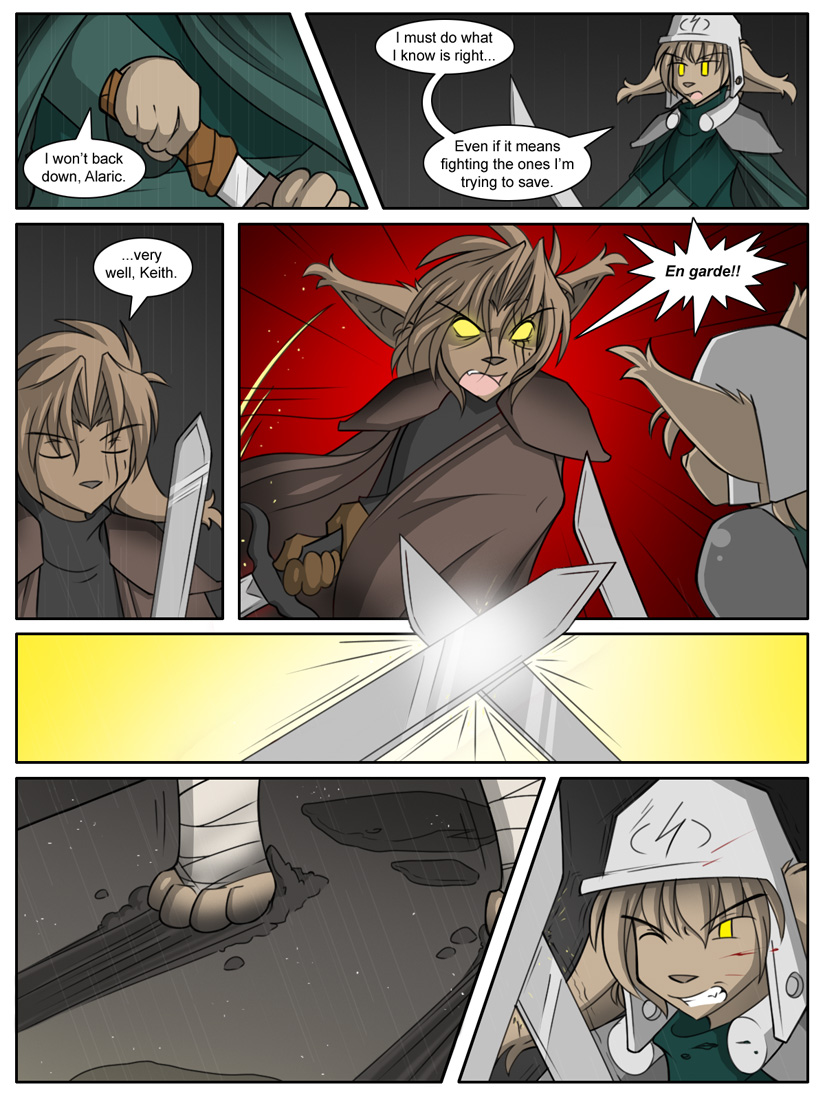 I won't back
down, Alaric.
I must do what
I know is right...
Even if it means
fighting the ones I'm
trying to save.
...very
well, Keith.
En garde!!